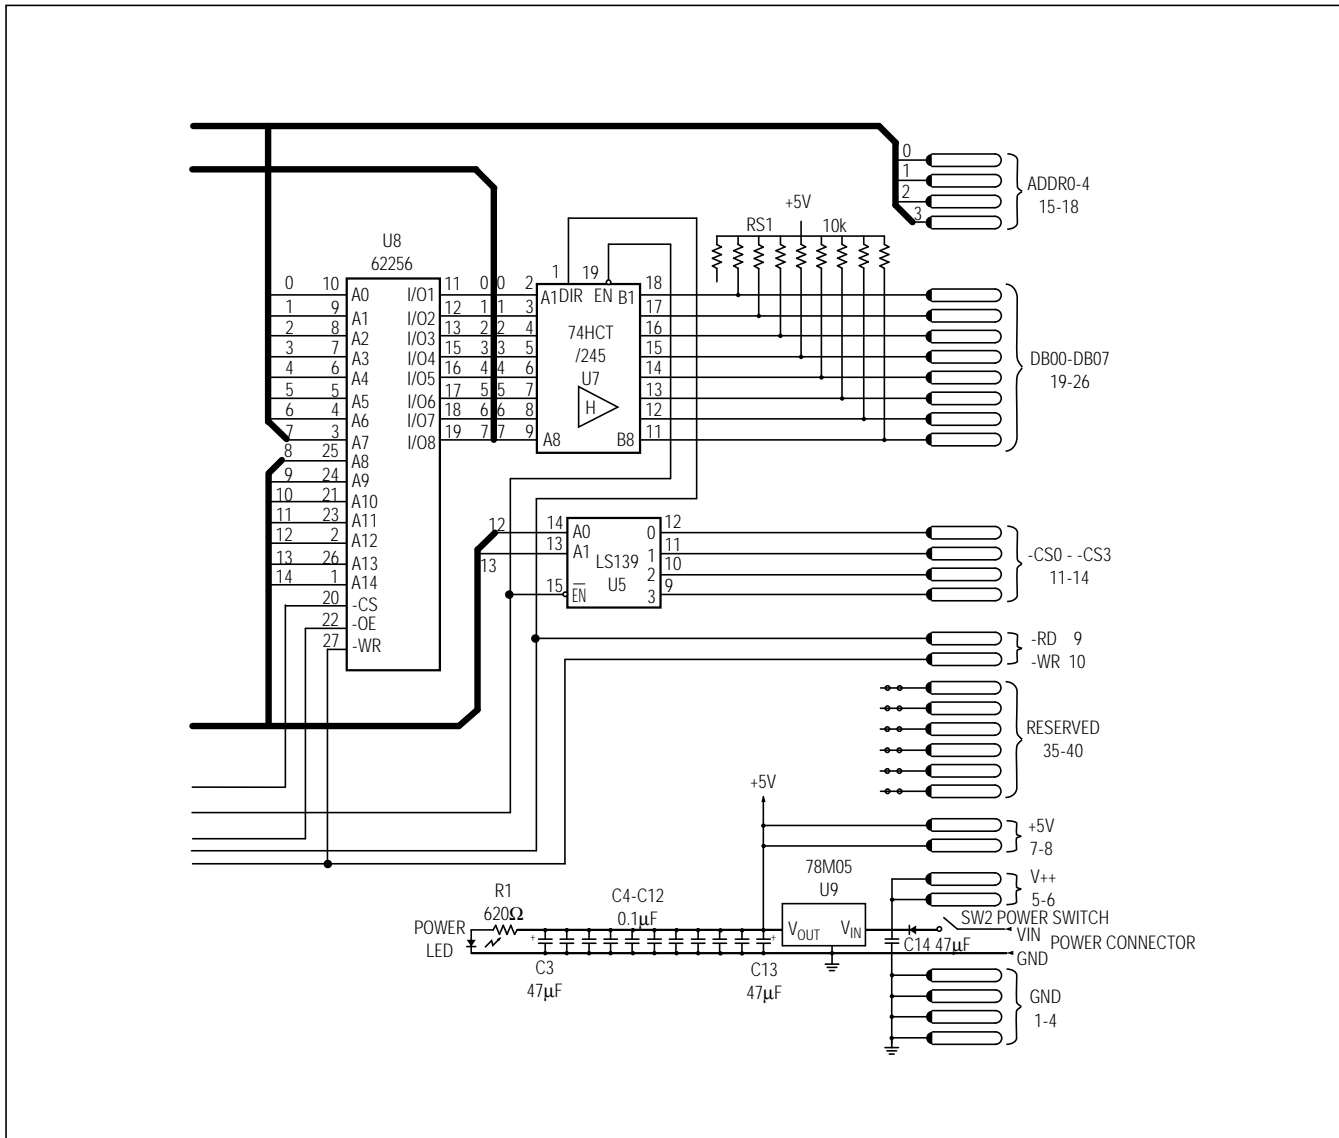 0
1
2
3
ADDR0-4
15-18
+5V
RS1 10k
U8
62256
0 10 A0 I/O1 11 0 0 2 A1 DIR 1 19 EN B1 18
1 9 A1 I/O2 12 1 1 3 17
2 8 A2 I/O3 13 2 2 4 74HCT 16
3 7 A3 I/O4 15 3 3 5 /245 15
4 6 A4 I/O5 16 4 4 6 U7 14
5 5 A5 I/O6 17 5 5 7 H 13
6 4 A6 I/O7 18 6 6 8 12
7 3 A7 I/O8 19 7 7 9 A8 B8 11
DB00-DB07
19-26
8 25 A8
9 24 A9
10 21 A10
11 23 A11
12 2 A12
13 26 A13
14 1 A14
20 -CS
22 -OE
27 -WR
12 14 A0 0 12
13 13 A1 1 11
LS139 2 10
15 EN U5 3 9
-CS0 - -CS3
11-14
-RD 9
-WR 10
RESERVED
35-40
+5V
+5V
7-8
78M05
U9
V++
5-6
R1
620Ω
C4-C12
0.1µF
POWER
LED
VOUT VIN
SW2 POWER SWITCH
VIN
POWER CONNECTOR
C14 47µF
GND
+
+
C3
47µF
C13
47µF
GND
1-4